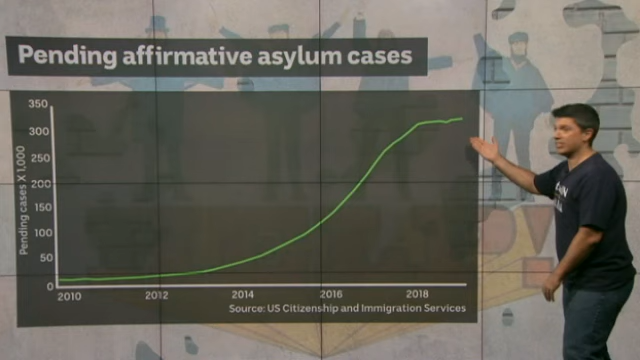 Pending affirmative asylum cases
350
300
250
200
150
100
50
0
Pending cases X 1,000
2010 2012 2014 2016 2018
Source: US Citizenship and Immigration Services